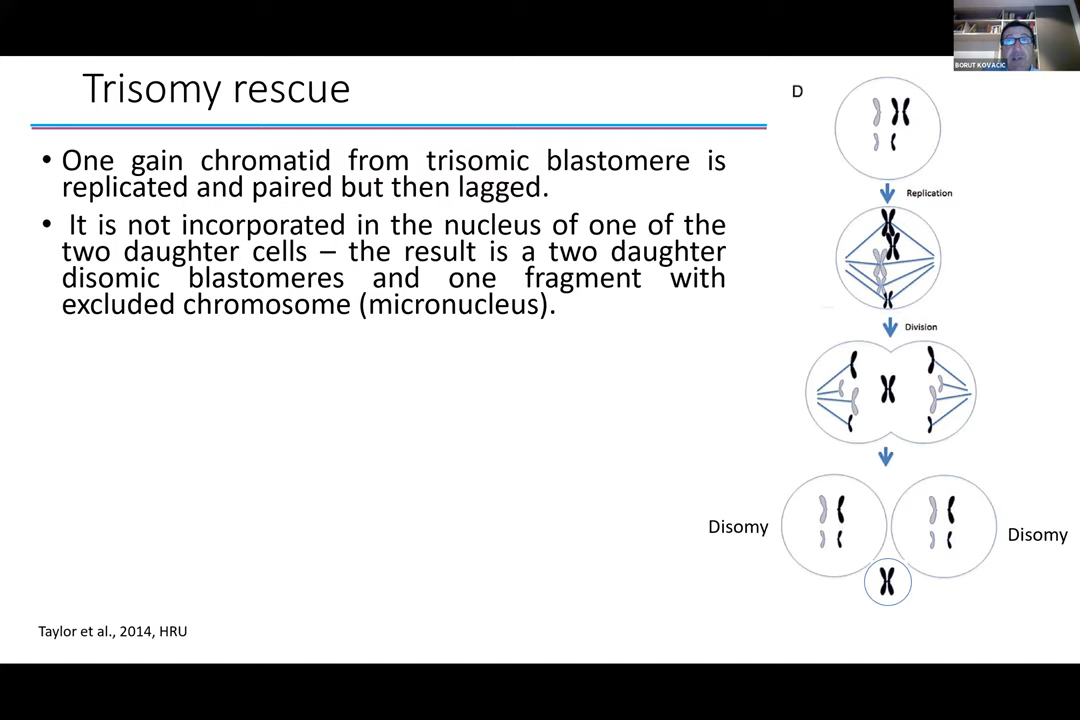 BORUT KOVACIC
Trisomy rescue
• One gain chromatid from trisomic blastomere is
replicated and paired but then lagged.
• It is not incorporated in the nucleus of one of the
two daughter cells – the result is a two daughter
disomic blastomeres and one fragment with
excluded chromosome (micronucleus).
D
Replication
Division
Disomy
Disomy
Taylor et al., 2014, HRU